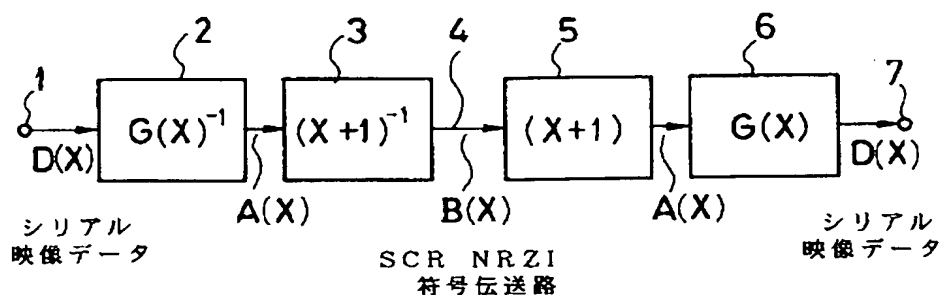 1
2
3
4
5
6
7
G(X)⁻¹
(X+1)⁻¹
(X+1)
G(X)
D(X)
A(X)
B(X)
A(X)
D(X)
シリアル
映像データ
SCR NRZI
符号伝送路
シリアル
映像データ